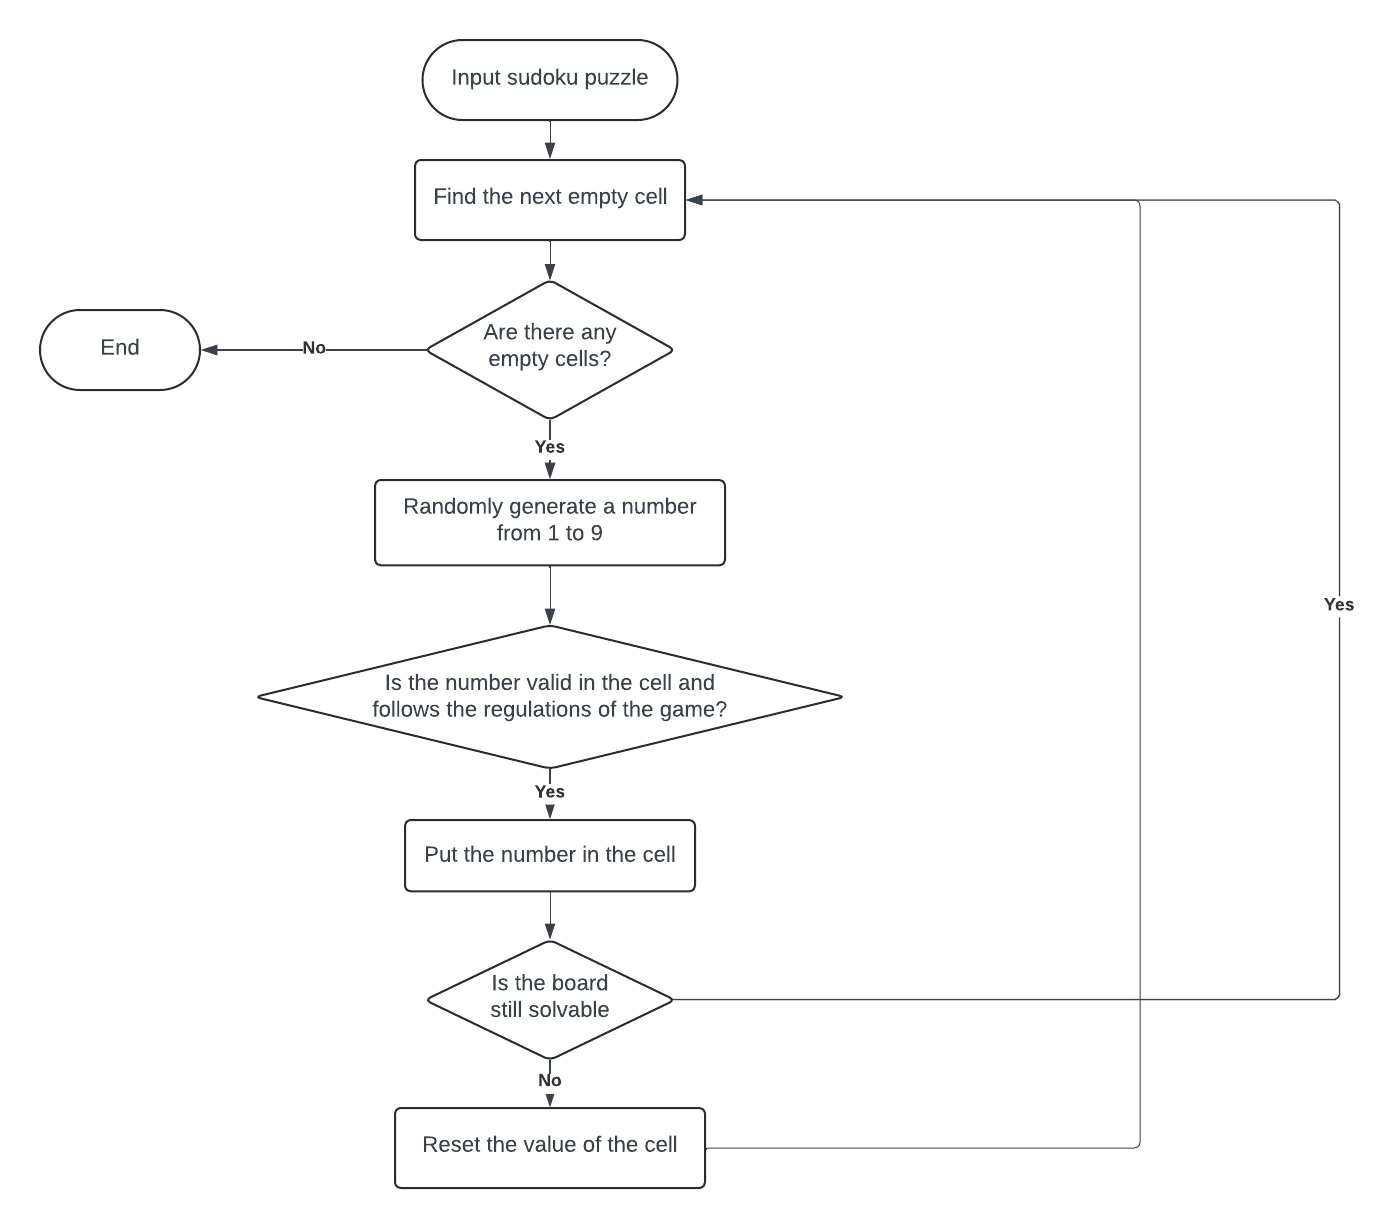 Input sudoku puzzle
Find the next empty cell
Are there any
empty cells?
No
End
Yes
Randomly generate a number
from 1 to 9
Yes
Is the number valid in the cell and
follows the regulations of the game?
Yes
Put the number in the cell
Is the board
still solvable
No
Reset the value of the cell